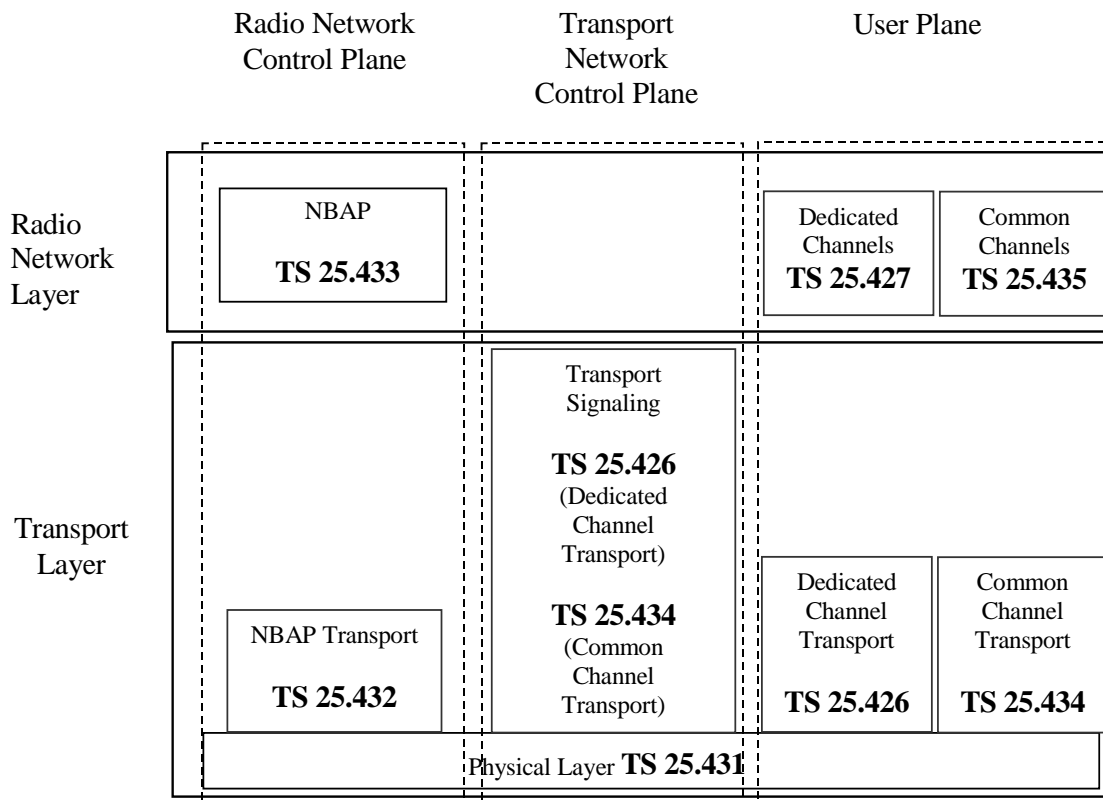 Radio Network
Control Plane
Transport
Network
Control Plane
User Plane
Radio
Network
Layer
NBAP
TS 25.433
Dedicated
Channels
TS 25.427
Common
Channels
TS 25.435
Transport
Layer
NBAP Transport
TS 25.432
Transport
Signaling
TS 25.426
(Dedicated
Channel
Transport)
TS 25.434
(Common
Channel
Transport)
Dedicated
Channel
Transport
TS 25.426
Common
Channel
Transport
TS 25.434
Physical Layer TS 25.431